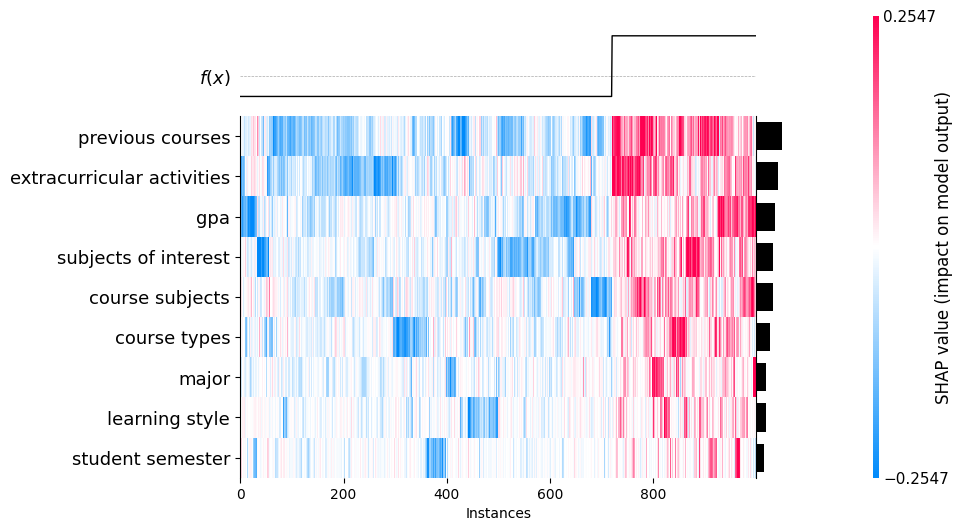 0.2547
f(x)
previous courses
extracurricular activities
gpa
subjects of interest
course subjects
course types
major
learning style
student semester
SHAP value (impact on model output)
−0.2547
0 200 400 600 800
Instances